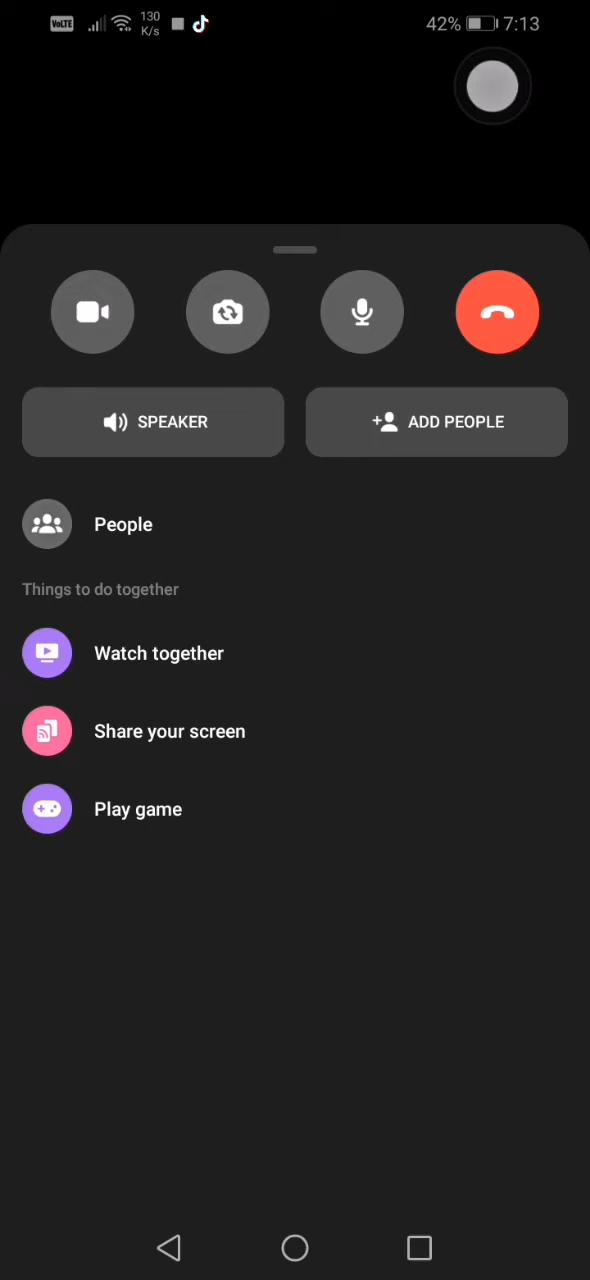 VoLTE 130 K/s 42% 7:13
SPEAKER
ADD PEOPLE
People
Things to do together
Watch together
Share your screen
Play game